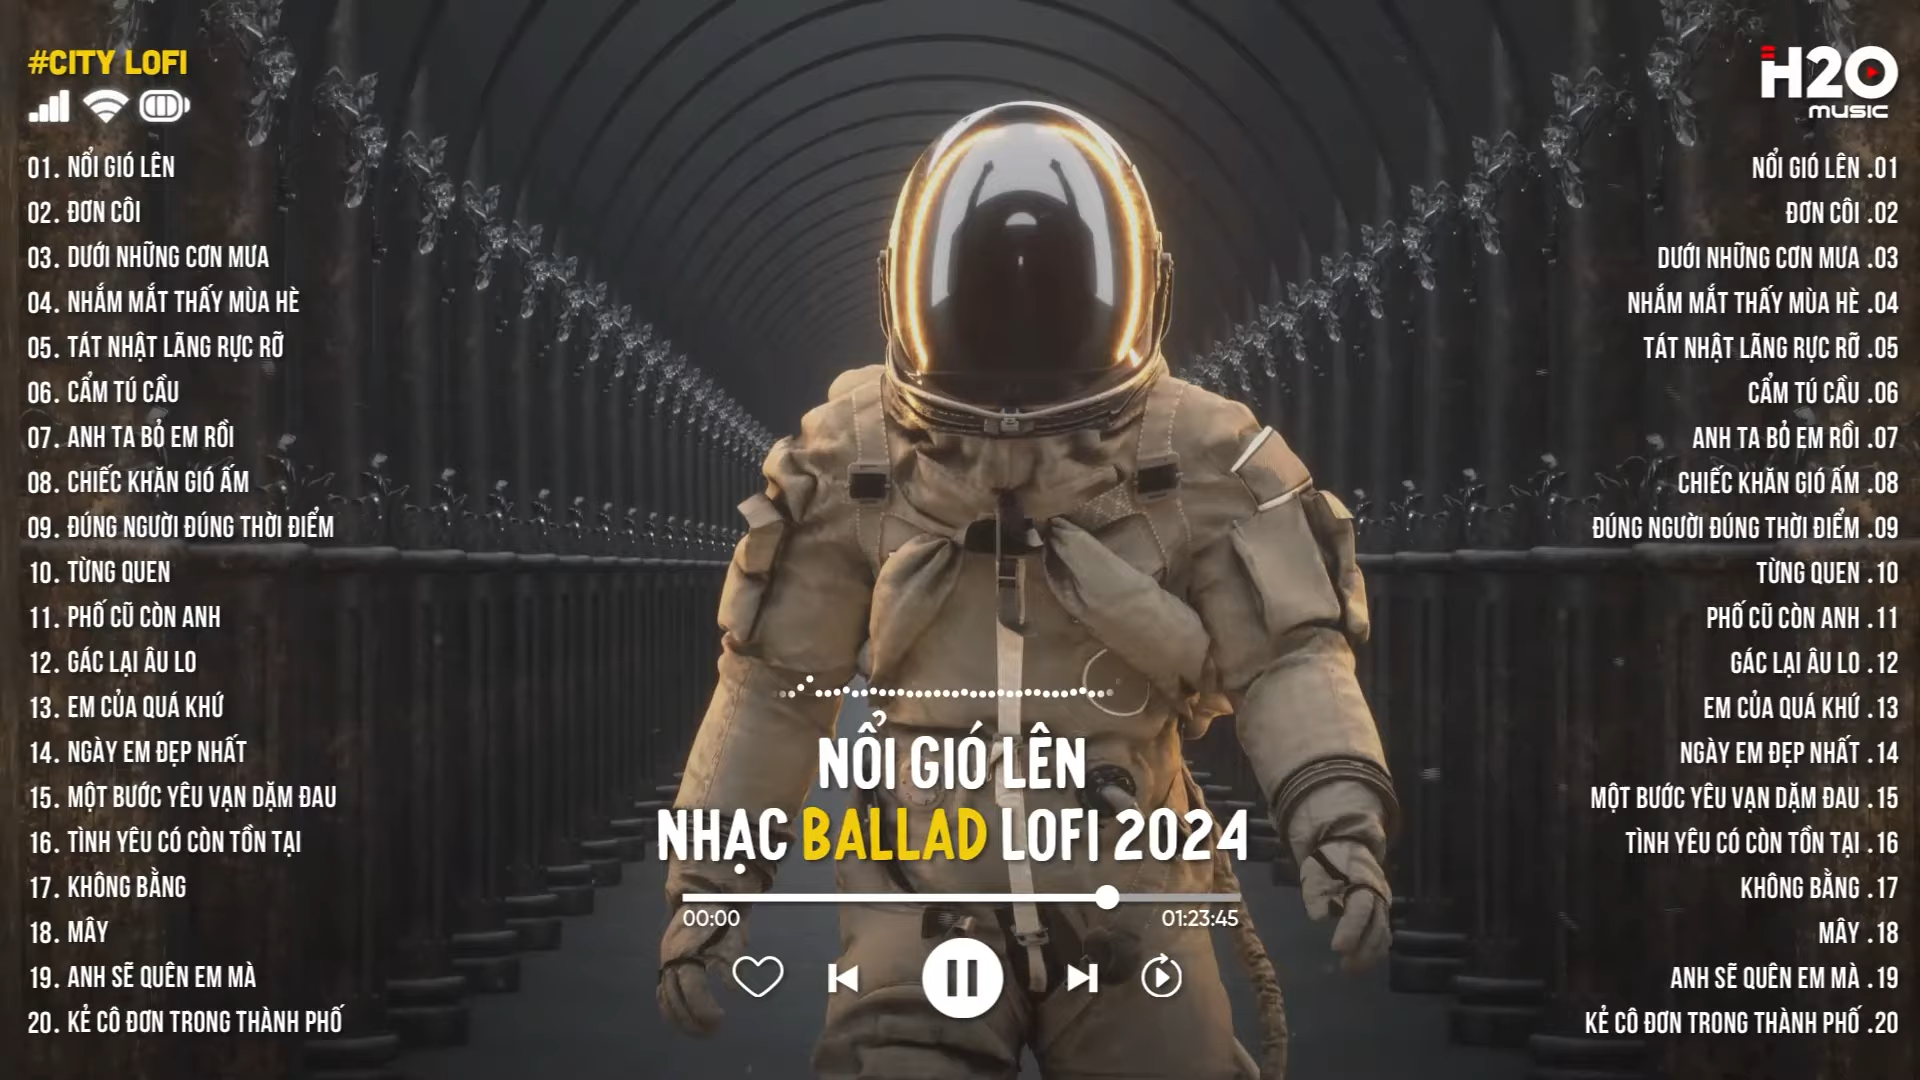 #CITY LOFI
01. NỔI GIÓ LÊN
02. ĐƠN CÔI
03. DƯỚI NHỮNG CƠN MƯA
04. NHẮM MẮT THẤY MÙA HÈ
05. TÁT NHẬT LÃNG RỰC RỠ
06. CẨM TÚ CẦU
07. ANH TA BỎ EM RỒI
08. CHIẾC KHĂN GIÓ ẤM
09. ĐÚNG NGƯỜI ĐÚNG THỜI ĐIỂM
10. TỪNG QUEN
11. PHỐ CŨ CÒN ANH
12. GÁC LẠI ÂU LO
13. EM CỦA QUÁ KHỨ
14. NGÀY EM ĐẸP NHẤT
15. MỘT BƯỚC YÊU VẠN DẶM ĐAU
16. TÌNH YÊU CÓ CÒN TỒN TẠI
17. KHÔNG BẰNG
18. MÂY
19. ANH SẼ QUÊN EM MÀ
20. KẺ CÔ ĐƠN TRONG THÀNH PHỐ
NỔI GIÓ LÊN
NHẠC BALLAD LOFI 2024
00:00
01:23:45
H2O
MUSIC
NỔI GIÓ LÊN .01
ĐƠN CÔI .02
DƯỚI NHỮNG CƠN MƯA .03
NHẮM MẮT THẤY MÙA HÈ .04
TÁT NHẬT LÃNG RỰC RỠ .05
CẨM TÚ CẦU .06
ANH TA BỎ EM RỒI .07
CHIẾC KHĂN GIÓ ẤM .08
ĐÚNG NGƯỜI ĐÚNG THỜI ĐIỂM .09
TỪNG QUEN .10
PHỐ CŨ CÒN ANH .11
GÁC LẠI ÂU LO .12
EM CỦA QUÁ KHỨ .13
NGÀY EM ĐẸP NHẤT .14
MỘT BƯỚC YÊU VẠN DẶM ĐAU .15
TÌNH YÊU CÓ CÒN TỒN TẠI .16
KHÔNG BẰNG .17
MÂY .18
ANH SẼ QUÊN EM MÀ .19
KẺ CÔ ĐƠN TRONG THÀNH PHỐ .20